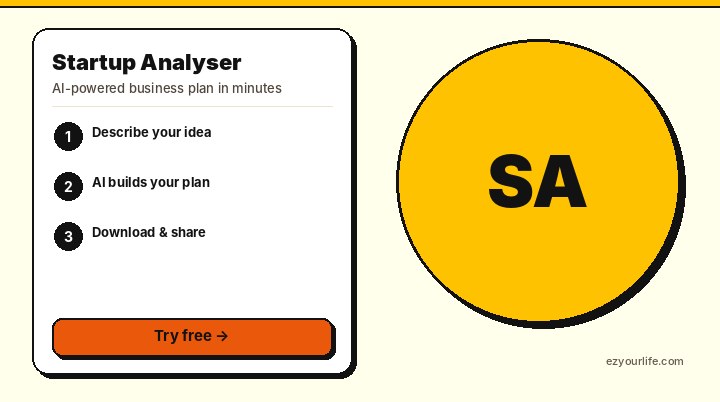 Startup Analyser
AI-powered business plan in minutes
1 Describe your idea
2 AI builds your plan
3 Download & share
Try free →
SA
ezyourlife.com